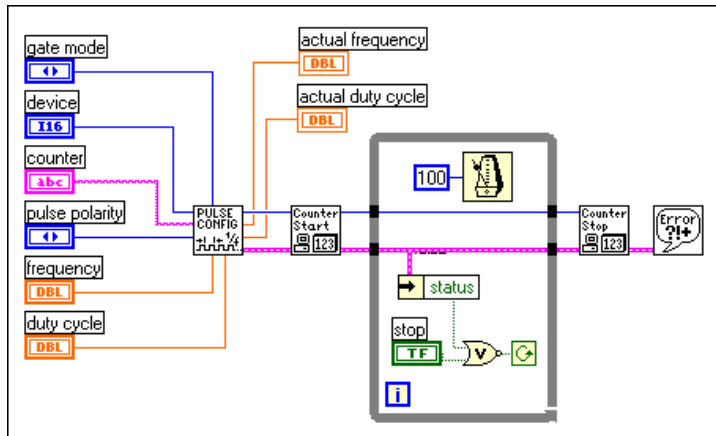 gate mode
device
I16
counter
abc
pulse polarity
frequency
DBL
duty cycle
DBL
actual frequency
DBL
actual duty cycle
DBL
PULSE
CONFIG
Counter
Start
123
100
status
stop
TF
V
i
Counter
Stop
123
Error
?!+